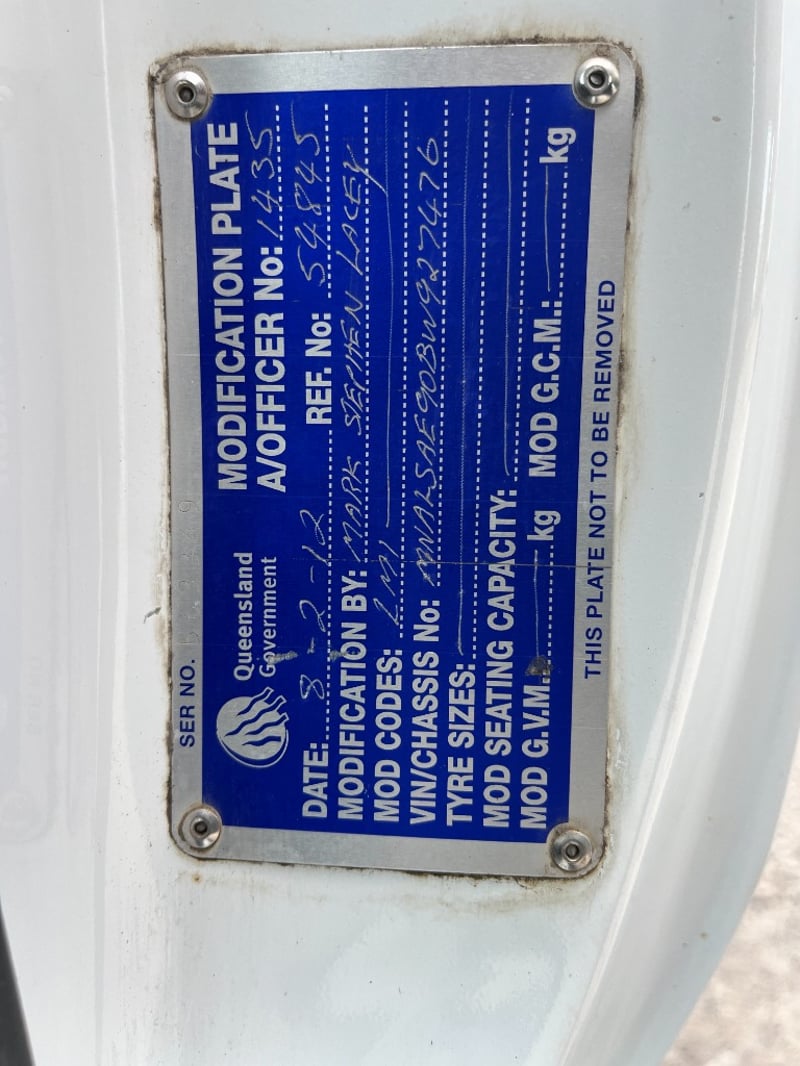 SER NO.
Queensland Government
MODIFICATION PLATE
A/OFFICER No: 1435
DATE: 8-2-12 REF. No: 54845
MODIFICATION BY: MARK STEPHEN LACEY
MOD CODES: LM1
VIN/CHASSIS No: MNALSAE90BW927476
TYRE SIZES:
MOD SEATING CAPACITY:
MOD G.V.M.: kg MOD G.C.M.: kg
THIS PLATE NOT TO BE REMOVED